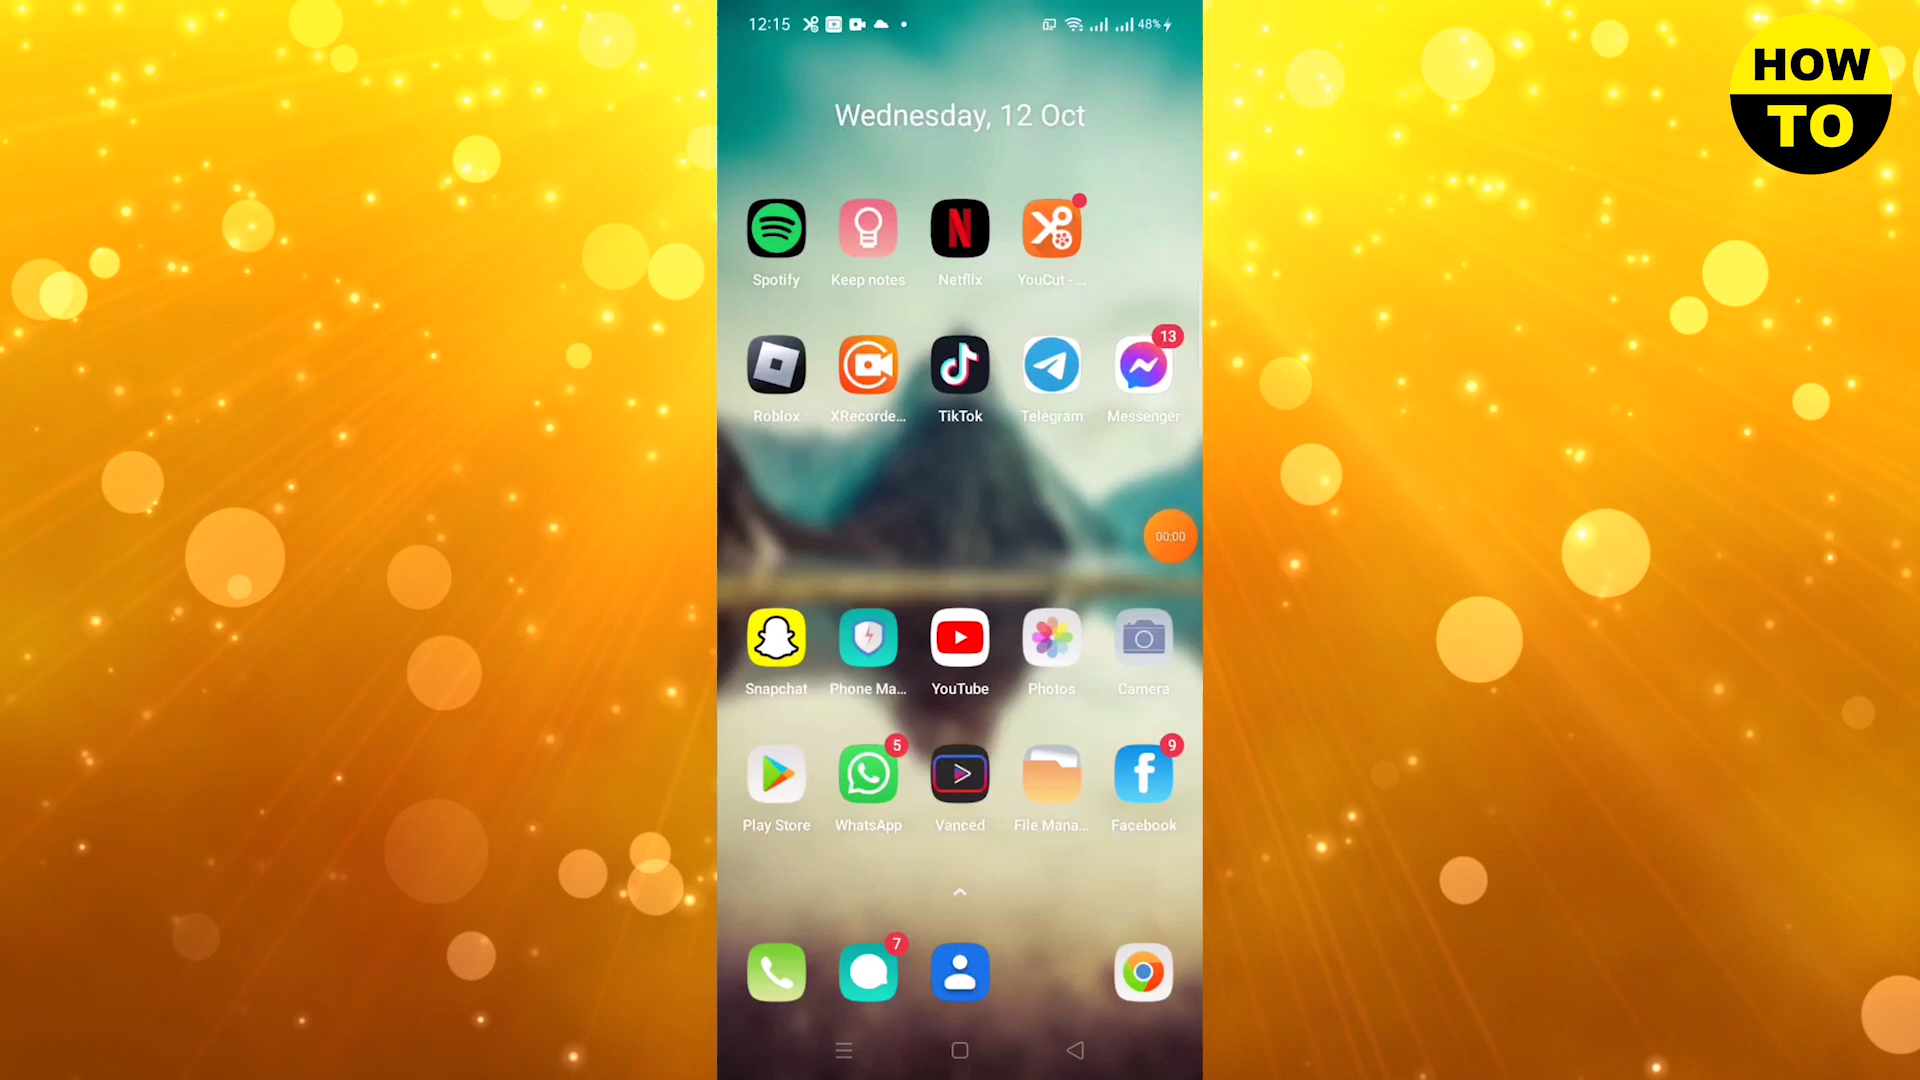 12:15
48%
HOW
TO
Wednesday, 12 Oct
N
Spotify
Keep notes
Netflix
YouCut - ...
13
Roblox
XRecorde...
TikTok
Telegram
Messenger
00:00
Snapchat
Phone Ma...
YouTube
Photos
Camera
5
9
f
Play Store
WhatsApp
Vanced
File Mana...
Facebook
7